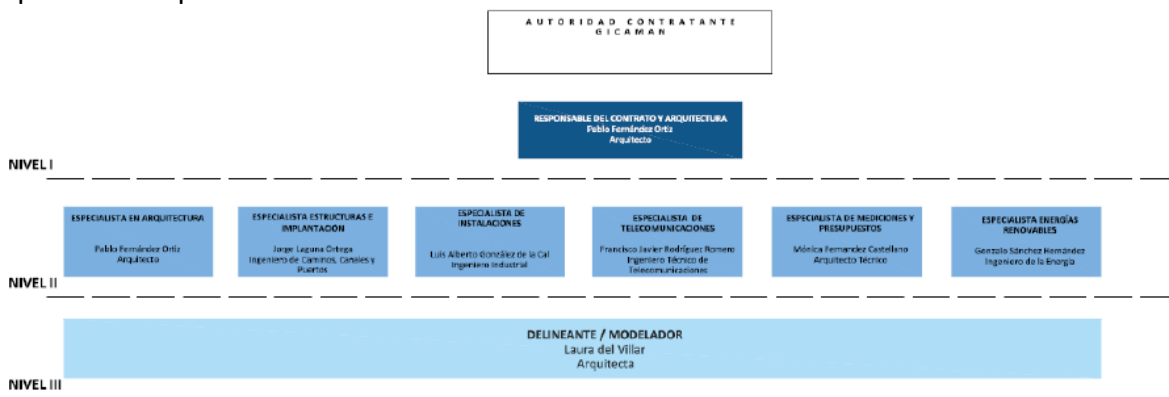 AUTORIDAD CONTRATANTE
GICAMAN
RESPONSABLE DEL CONTRATO Y ARQUITECTURA
Pablo Fernández Ortiz
Arquitecto
NIVEL I
ESPECIALISTA EN ARQUITECTURA
Pablo Fernández Ortiz
Arquitecto
ESPECIALISTA ESTRUCTURAS E
IMPLANTACIÓN
Jorge Laguna Ortega
Ingeniero de Caminos, Canales y
Puertos
ESPECIALISTA DE
INSTALACIONES
Luis Alberto González de la Cal
Ingeniero Industrial
ESPECIALISTA DE
TELECOMUNICACIONES
Francisco Javier Rodríguez Romero
Ingeniero Técnico de
Telecomunicaciones
ESPECIALISTA DE MEDICIONES Y
PRESUPUESTOS
Mónica Fernandez Castellano
Arquitecto Técnico
ESPECIALISTA ENERGÍAS
RENOVABLES
Gonzalo Sánchez Hernández
Ingeniero de la Energía
NIVEL II
DELINEANTE / MODELADOR
Laura del Villar
Arquitecta
NIVEL III